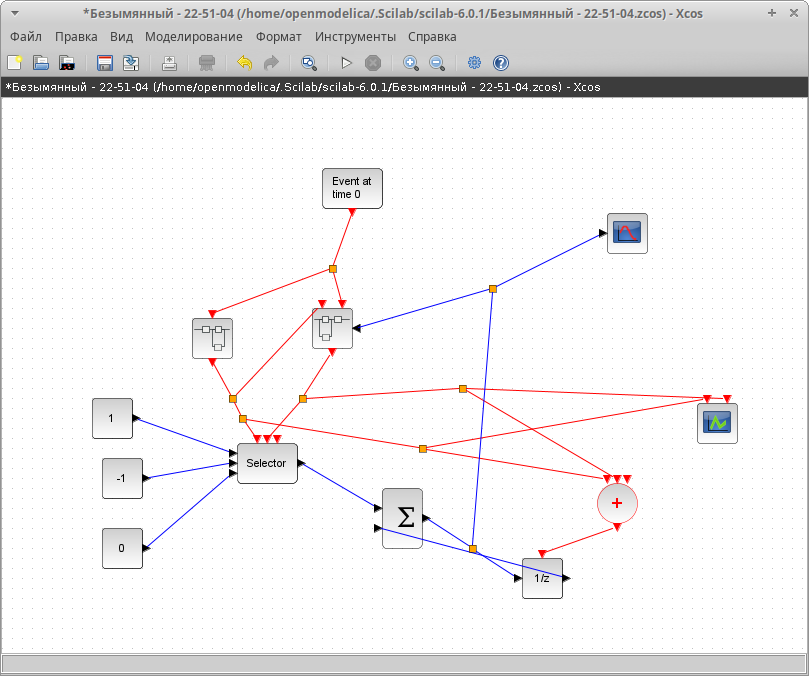 *Безымянный - 22-51-04 (/home/openmodelica/.Scilab/scilab-6.0.1/Безымянный - 22-51-04.zcos) - Xcos
Файл Правка Вид Моделирование Формат Инструменты Справка
*Безымянный - 22-51-04 (/home/openmodelica/.Scilab/scilab-6.0.1/Безымянный - 22-51-04.zcos) - Xcos
Event at
time 0
1
Selector
-1
Σ
+
0
1/z